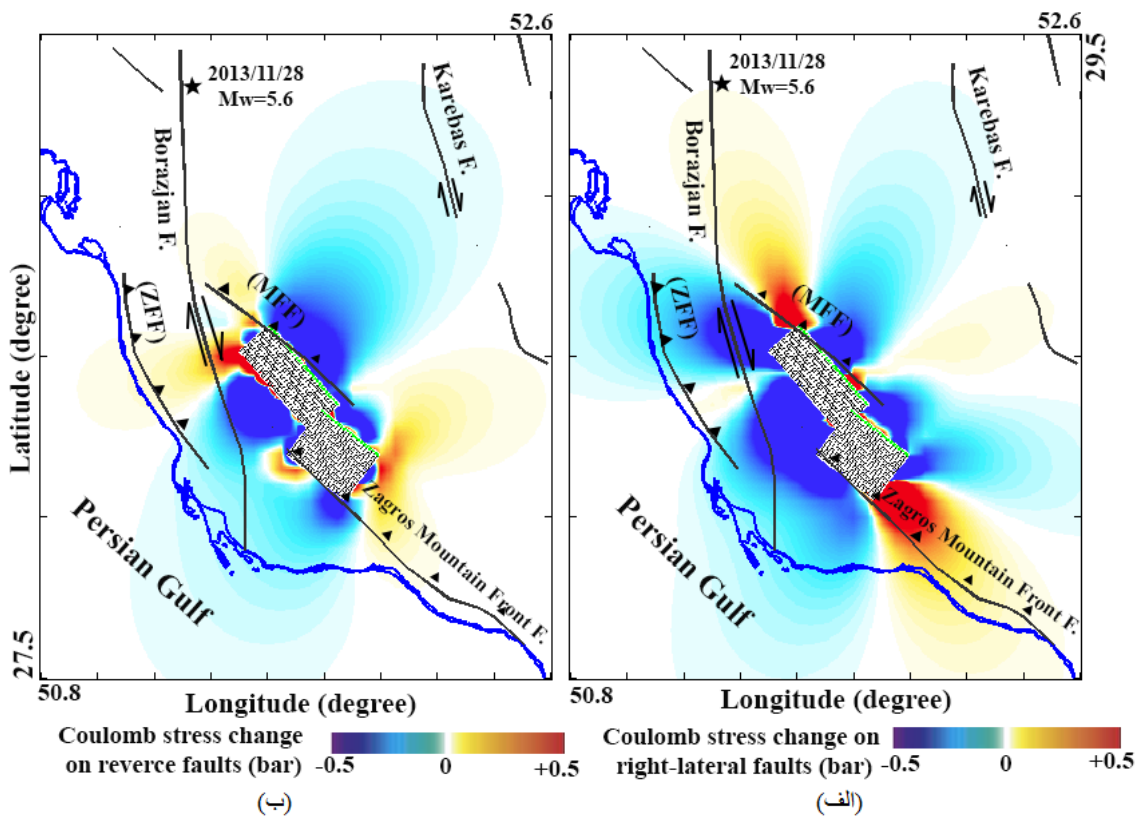 52.6
2013/11/28
Mw=5.6
Karebas F.
Borazjan F.
(ZFF)
(MFF)
Zagros Mountain Front F.
Persian Gulf
Latitude (degree)
27.5
50.8
Longitude (degree)
Coulomb stress change
on reverce faults (bar)
-0.5
0
+0.5
(ب)
52.6
29.5
2013/11/28
Mw=5.6
Karebas F.
Borazjan F.
(ZFF)
(MFF)
Zagros Mountain Front F.
Persian Gulf
50.8
Longitude (degree)
Coulomb stress change on
right-lateral faults (bar)
-0.5
0
+0.5
(الف)